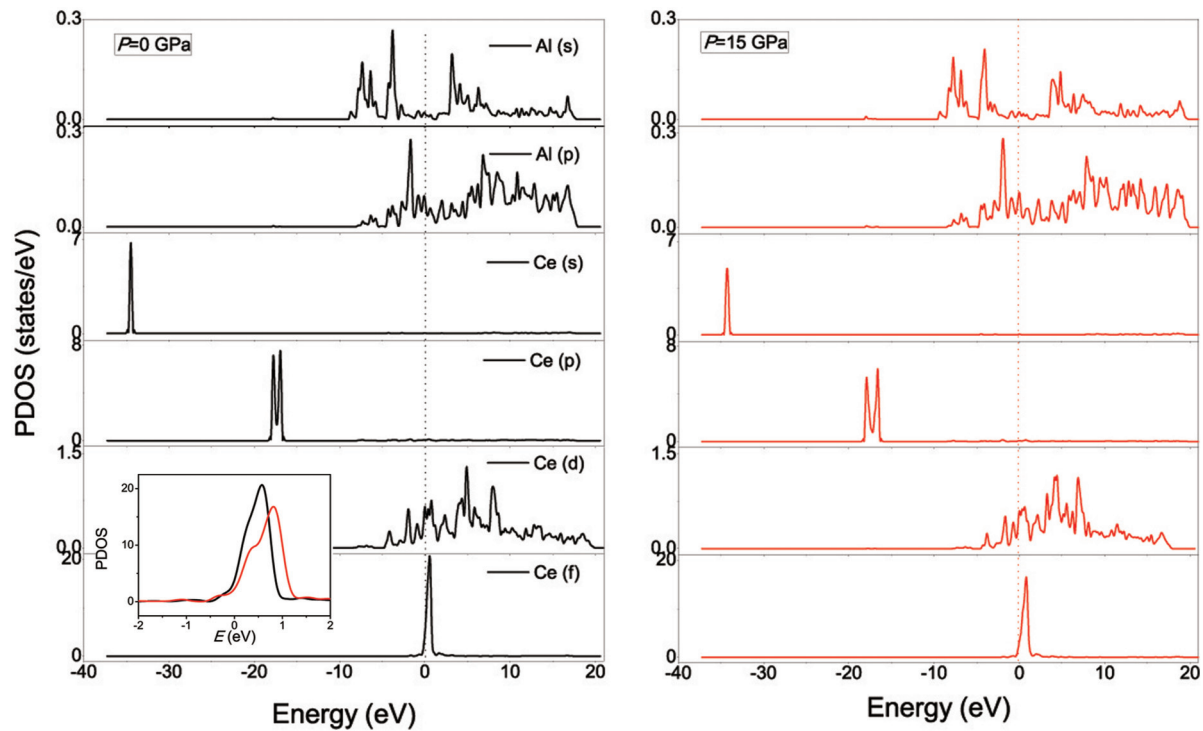 P=0 GPa
P=15 GPa
0.3
Al (s)
0.3
0.0
0.3
Al (p)
0.0
0.3
0.0
7
Ce (s)
0.0
7
0
8
Ce (p)
0
8
0
1.5
Ce (d)
0
1.5
0.0
20
Ce (f)
0.0
20
0
0
PDOS (states/eV)
20
10
0
PDOS
-2 -1 0 1 2
E (eV)
-40 -30 -20 -10 0 10 20
-40 -30 -20 -10 0 10 20
Energy (eV)
Energy (eV)